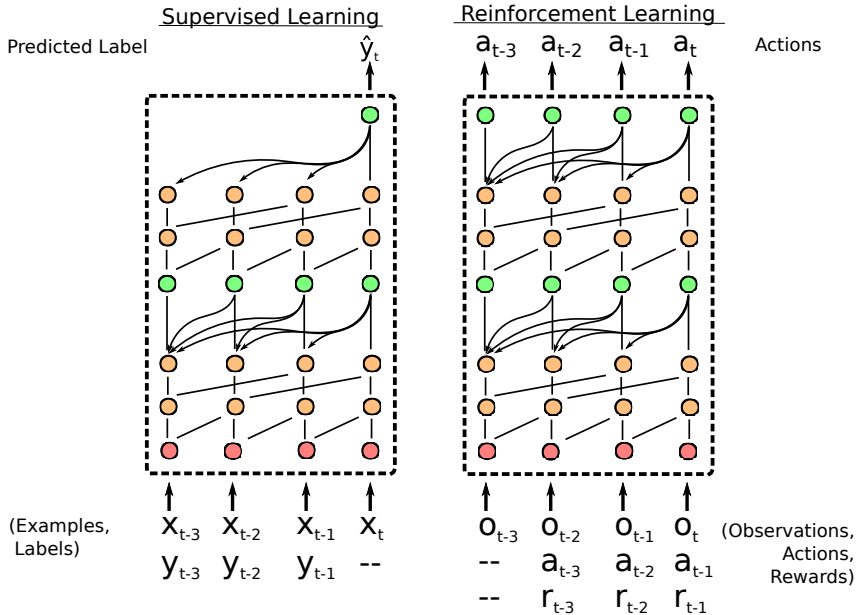 Supervised Learning Reinforcement Learning
Predicted Label ŷt at-3 at-2 at-1 at Actions
(Examples, xt-3 xt-2 xt-1 xt ot-3 ot-2 ot-1 ot (Observations,
Labels) yt-3 yt-2 yt-1 -- -- at-3 at-2 at-1 Actions,
-- rt-3 rt-2 rt-1 Rewards)